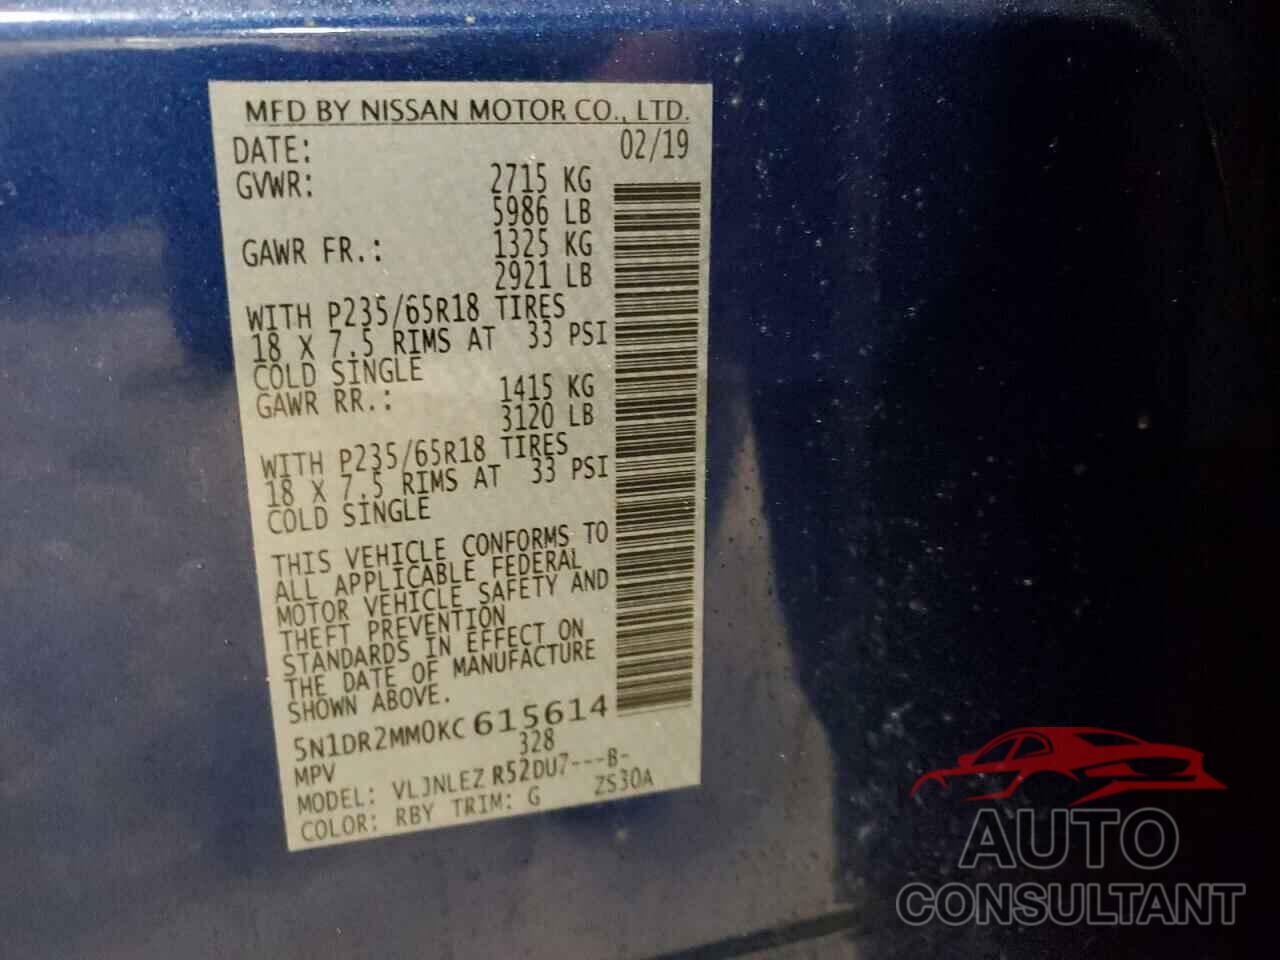 MFD BY NISSAN MOTOR CO., LTD.
DATE: 02/19
GVWR: 2715 KG
5986 LB
GAWR FR.: 1325 KG
2921 LB
WITH P235/65R18 TIRES
18 X 7.5 RIMS AT 33 PSI
COLD SINGLE
GAWR RR.: 1415 KG
3120 LB
WITH P235/65R18 TIRES
18 X 7.5 RIMS AT 33 PSI
COLD SINGLE
THIS VEHICLE CONFORMS TO
ALL APPLICABLE FEDERAL
MOTOR VEHICLE SAFETY AND
THEFT PREVENTION
STANDARDS IN EFFECT ON
THE DATE OF MANUFACTURE
SHOWN ABOVE.
5N1DR2MM0KC615614
MPV 328
MODEL: VLJNLEZ R52DU7---B-
COLOR: RBY TRIM: G ZS30A
AUTO
CONSULTANT